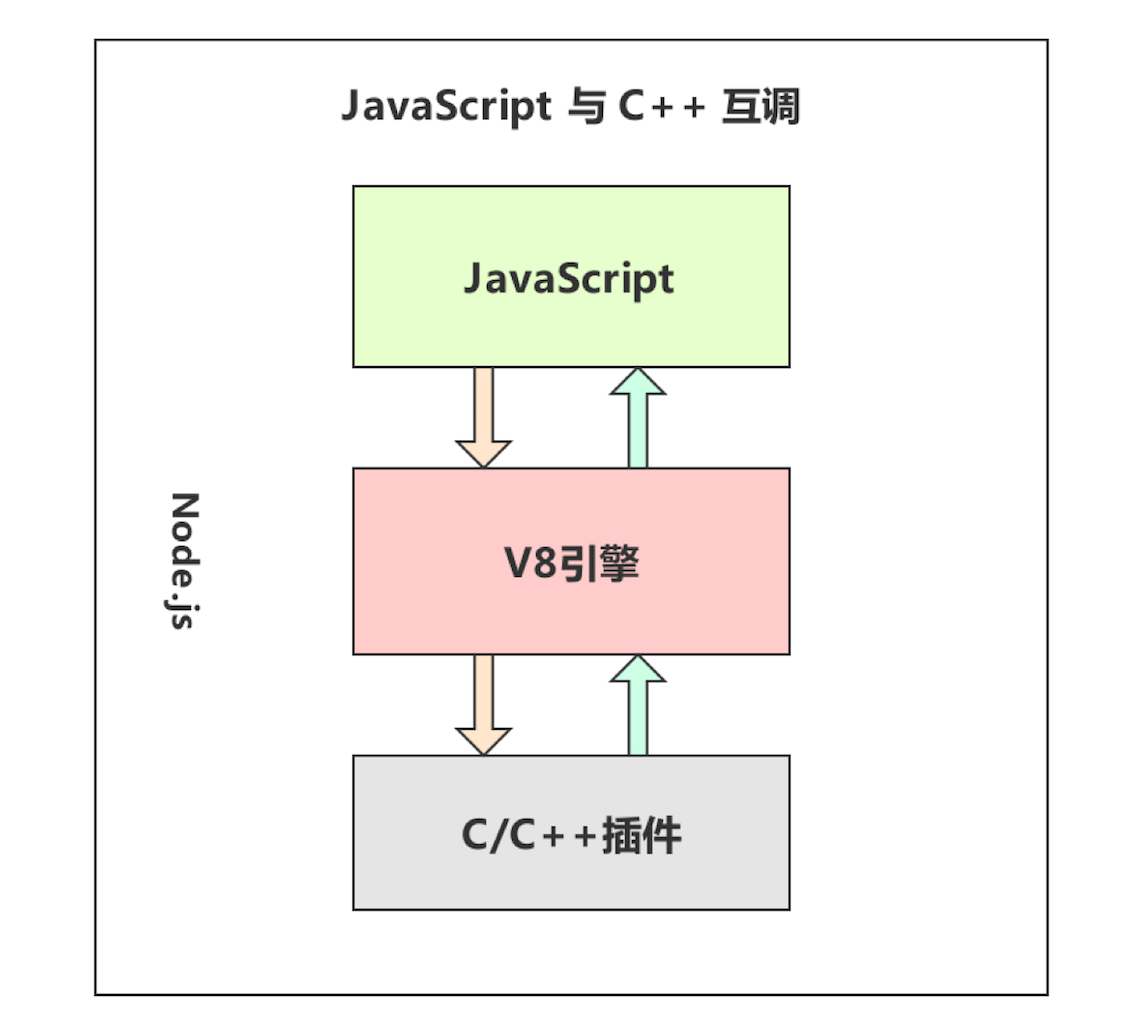 JavaScript 与 C++ 互调
JavaScript
V8引擎
Node.js
C/C++插件